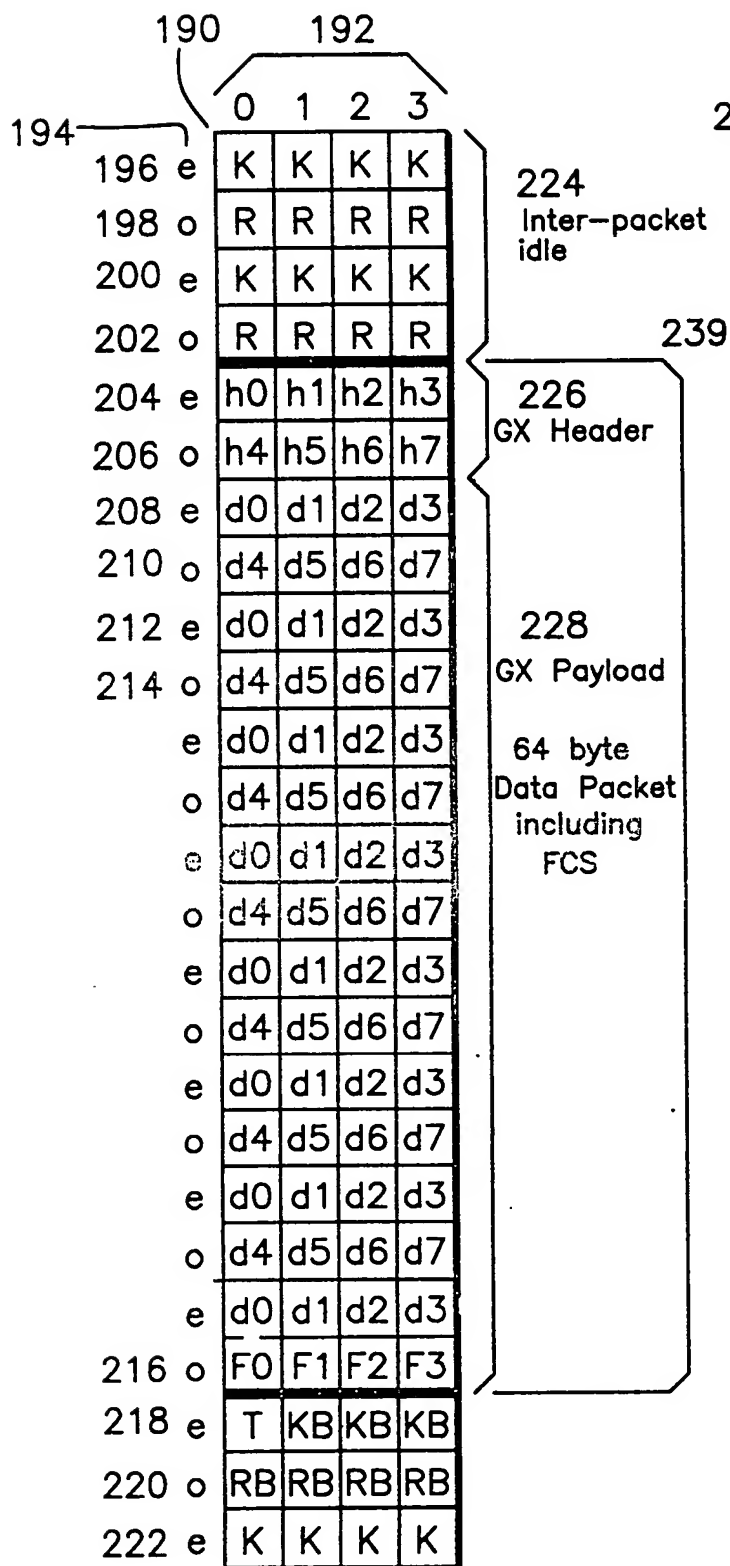 190 192
0 1 2 3
194 2
196 e K K K K
224
198 o R R R R
Inter-packet
idle
200 e K K K K
202 o R R R R
239
204 e h0 h1 h2 h3
226
GX Header
206 o h4 h5 h6 h7
208 e d0 d1 d2 d3
210 o d4 d5 d6 d7
212 e d0 d1 d2 d3
228
214 o d4 d5 d6 d7
GX Payload
e d0 d1 d2 d3
64 byte
o d4 d5 d6 d7
Data Packet
including
e d0 d1 d2 d3
FCS
o d4 d5 d6 d7
e d0 d1 d2 d3
o d4 d5 d6 d7
e d0 d1 d2 d3
o d4 d5 d6 d7
e d0 d1 d2 d3
o d4 d5 d6 d7
e d0 d1 d2 d3
216 o F0 F1 F2 F3
218 e T KB KB KB
220 o RB RB RB RB
222 e K K K K